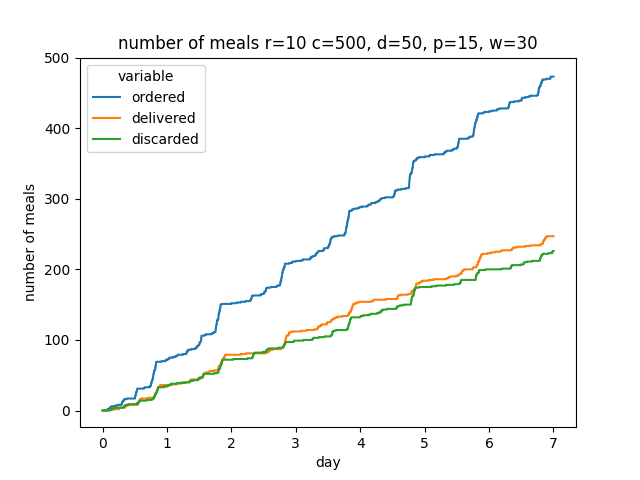 number of meals r=10 c=500, d=50, p=15, w=30
variable
ordered
delivered
discarded
number of meals
500
400
300
200
100
0
0 1 2 3 4 5 6 7
day